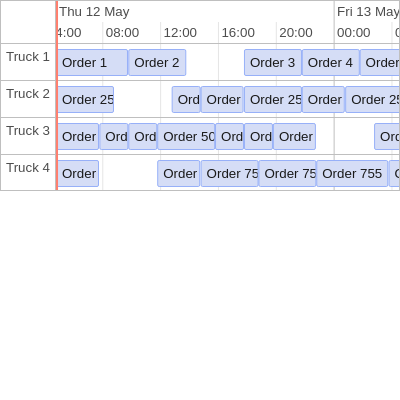 Thu 12 May Fri 13 May
4:00 08:00 12:00 16:00 20:00 00:00
Truck 1 Order 1 Order 2 Order 3 Order 4 Order
Truck 2 Order 25 Ord Order Order 25 Order Order 25
Truck 3 Order Ord Ord Order 50 Ord Ord Order Ord
Truck 4 Order Order Order 75 Order 75 Order 755